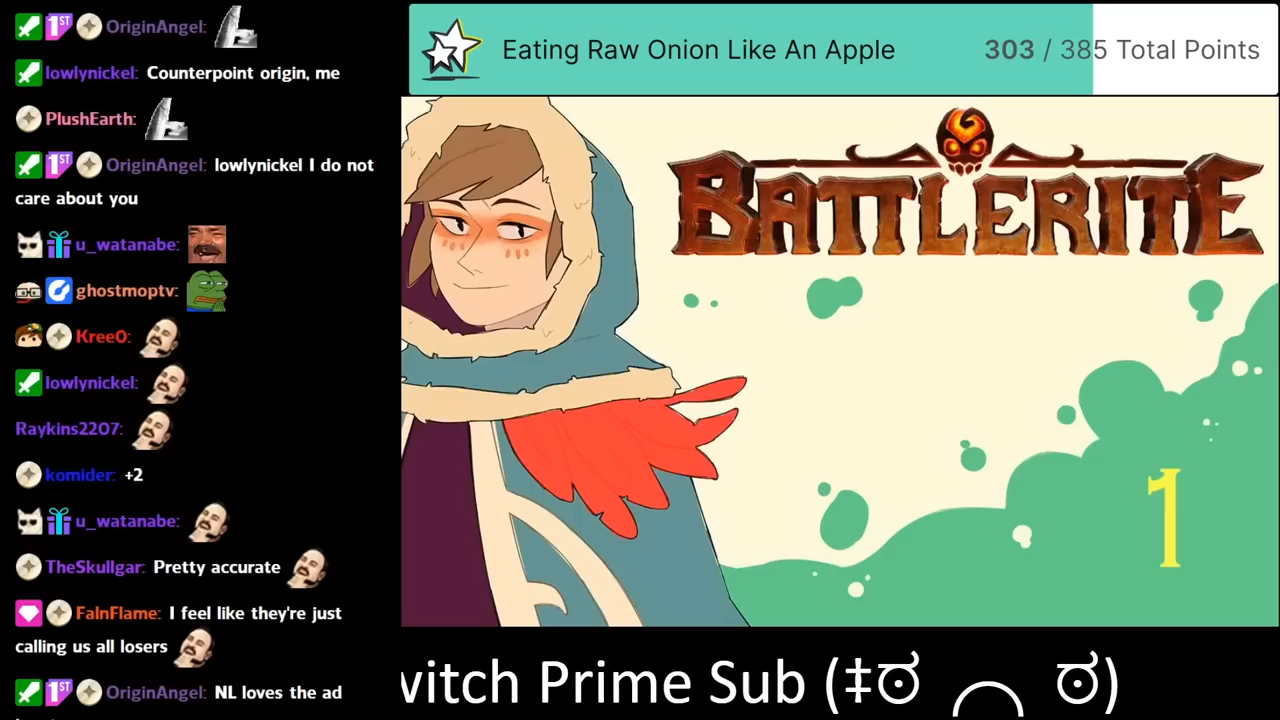 OriginAngel:
lowlynickel: Counterpoint origin, me
PlushEarth:
OriginAngel: lowlynickel I do not
care about you
u_watanabe:
ghostmoptv:
KreeO:
lowlynickel:
Raykins2207:
komider: +2
u_watanabe:
TheSkullgar: Pretty accurate
FalnFlame: I feel like they're just
calling us all losers
OriginAngel: NL loves the ad
Eating Raw Onion Like An Apple 303 / 385 Total Points
BATTLERITE
1
witch Prime Sub (‡ಠ ⁔ ಠ)